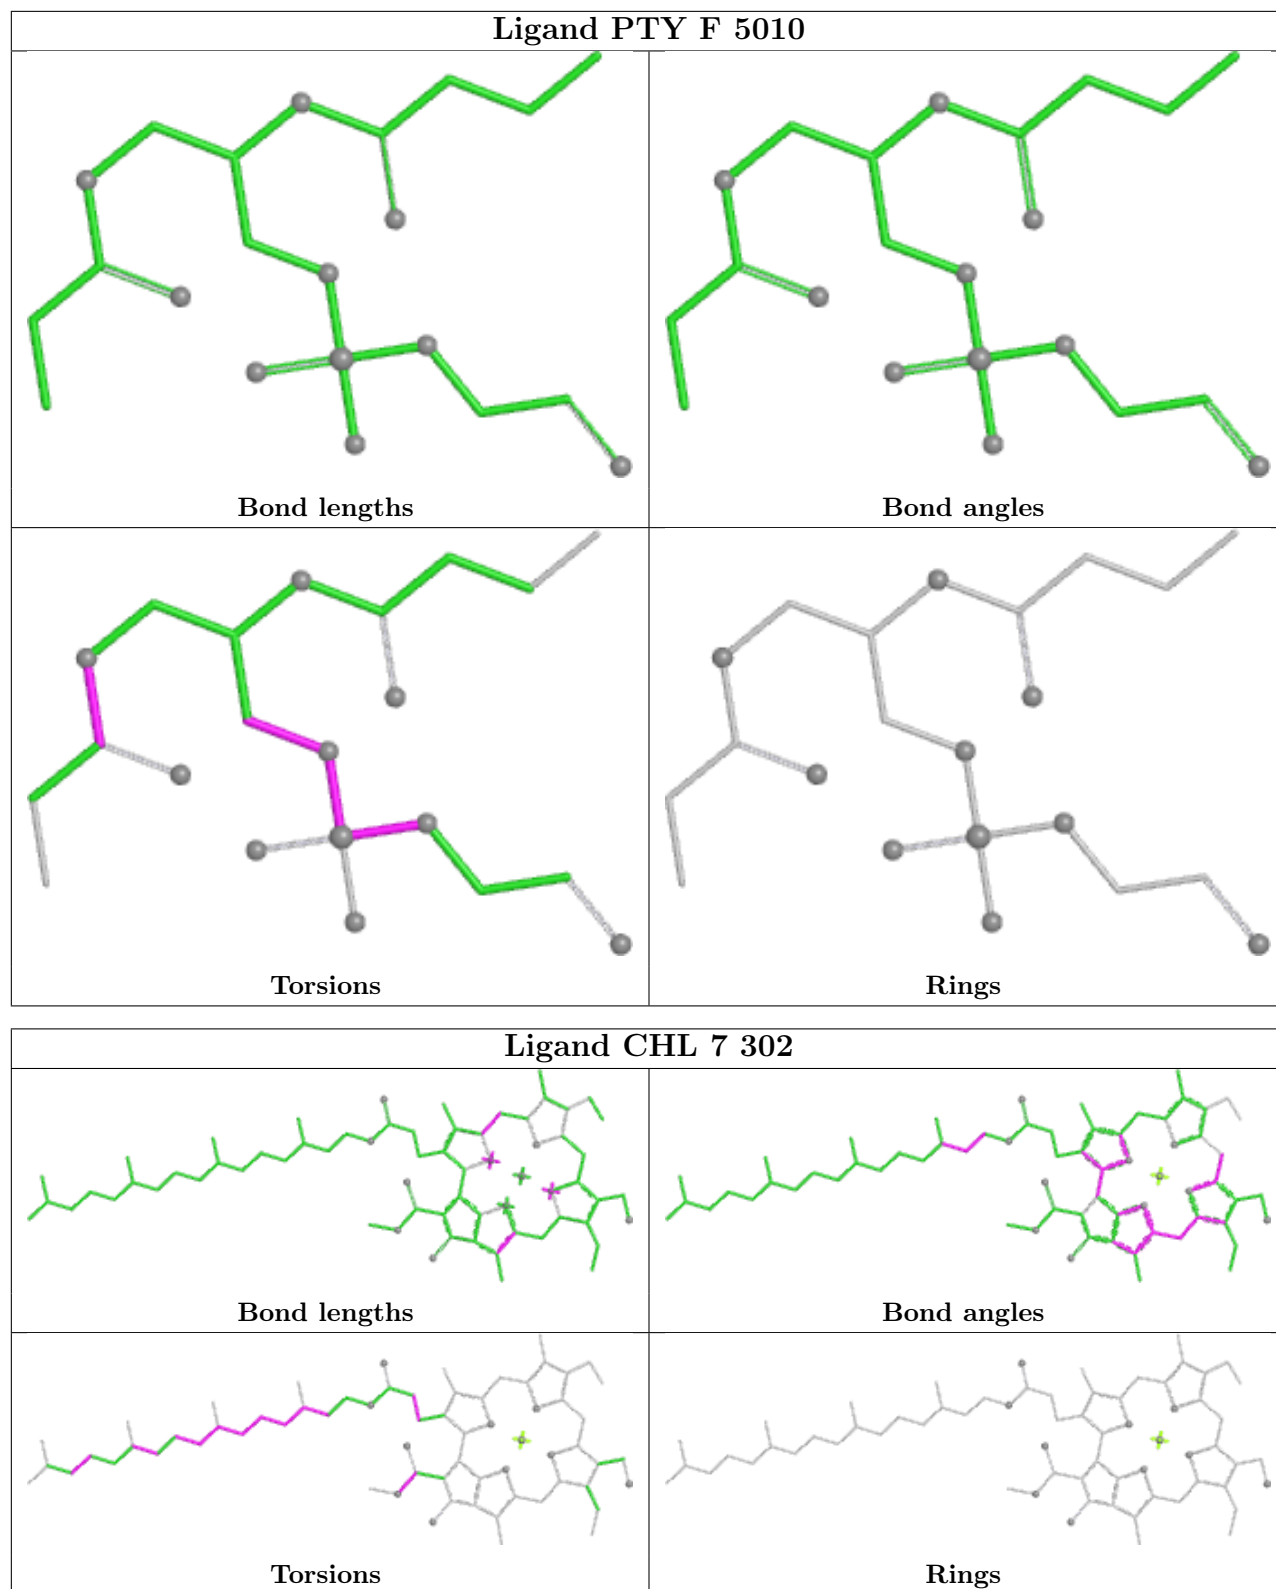 Ligand PTY F 5010
Bond lengths
Bond angles
Torsions
Rings
Ligand CHL 7 302
Bond lengths
Bond angles
Torsions
Rings